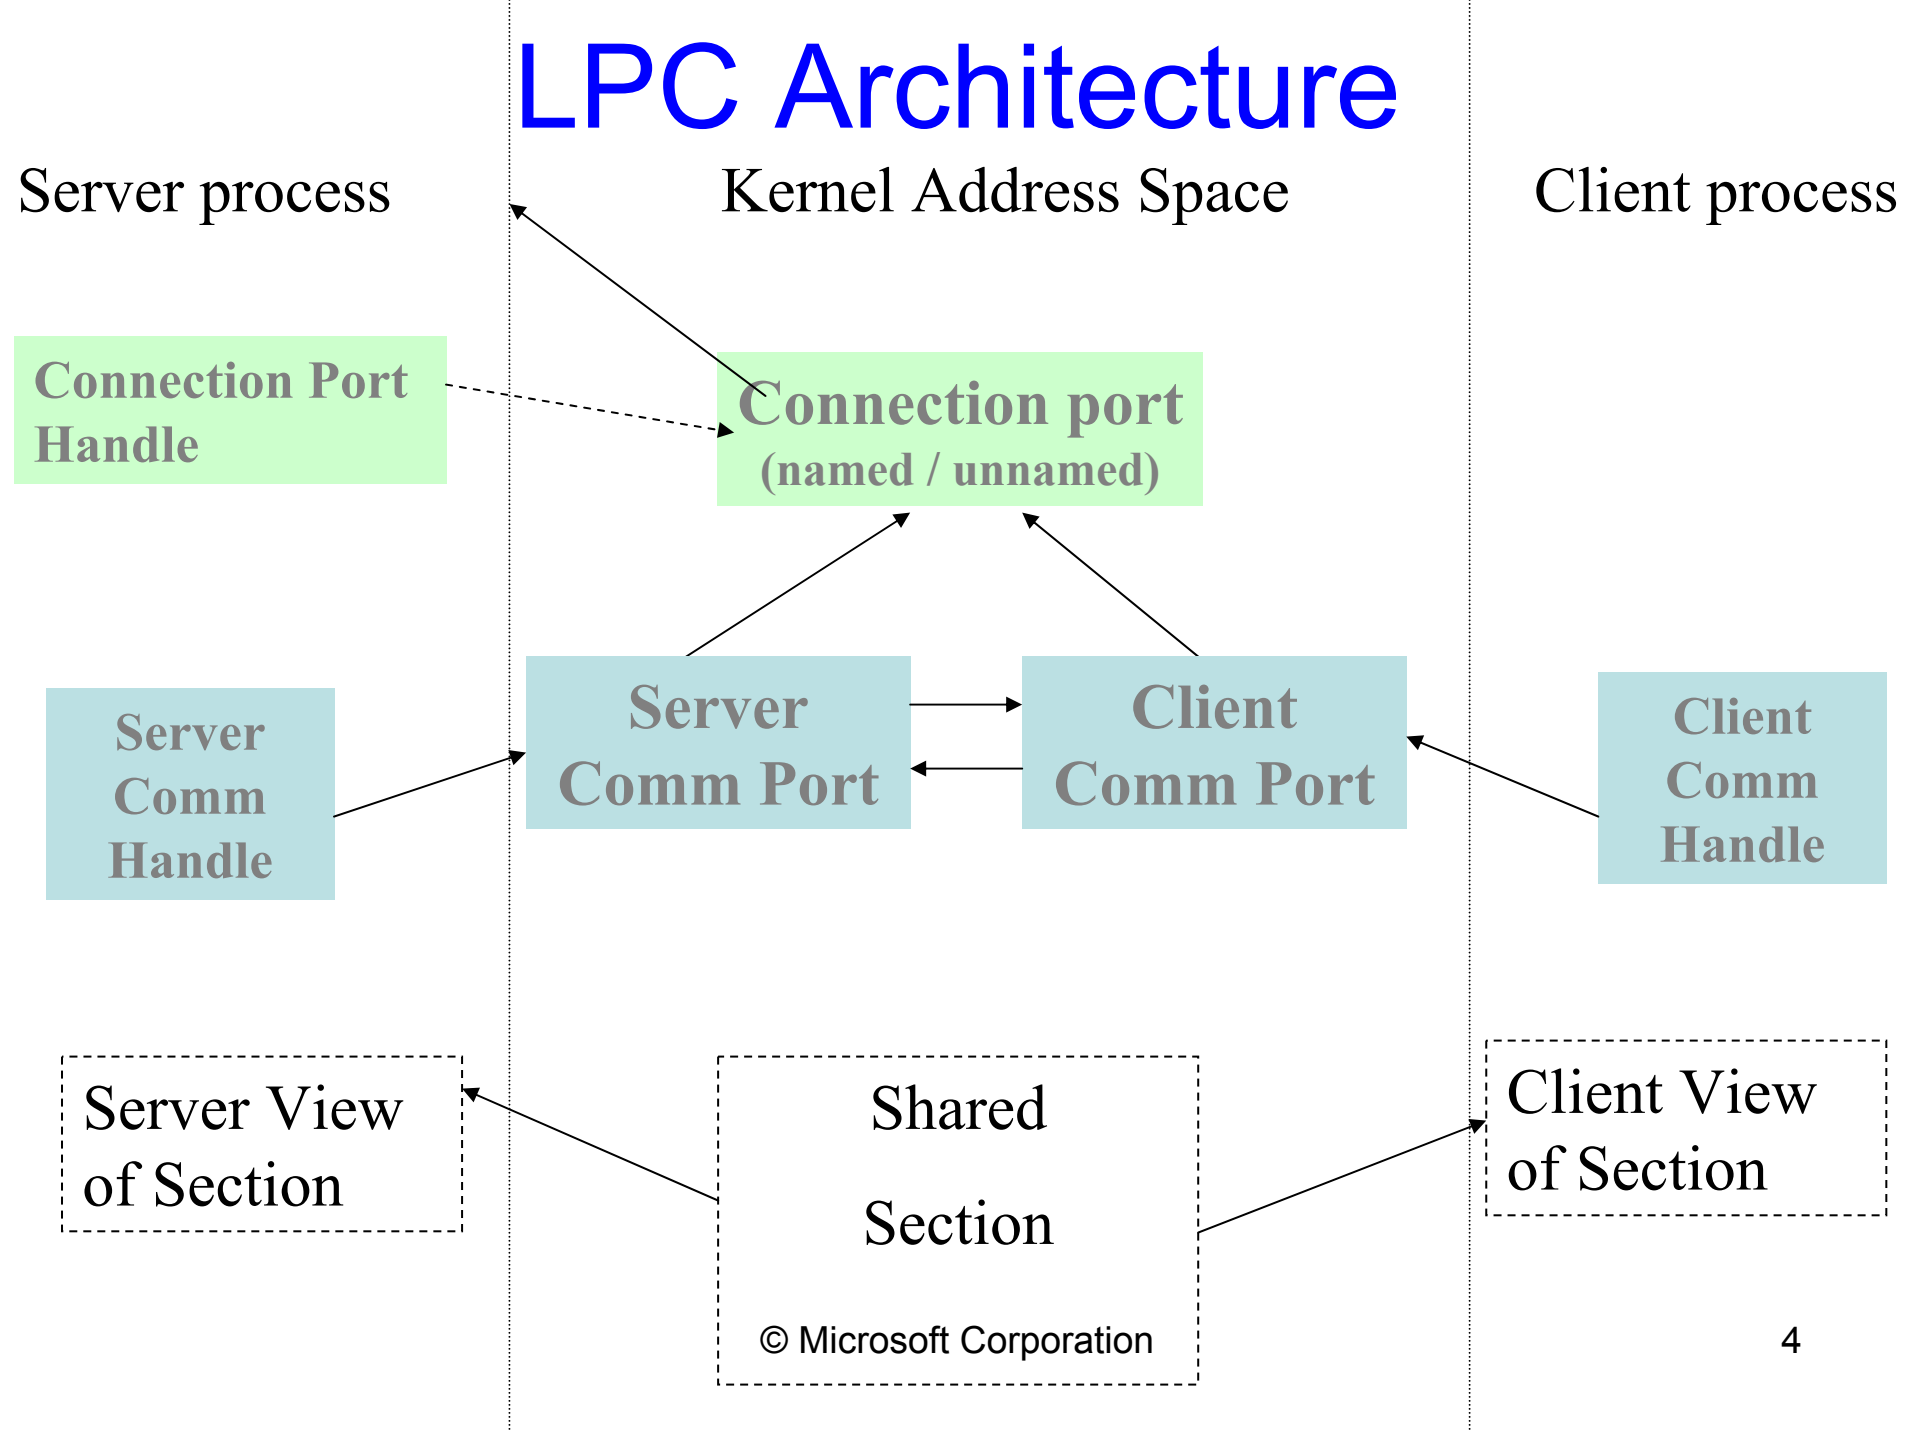 LPC Architecture
Server process
Kernel Address Space
Client process
Connection Port
Handle
Connection port
(named / unnamed)
Server
Comm
Handle
Server
Comm Port
Client
Comm Port
Client
Comm
Handle
Server View
of Section
Shared
Section
Client View
of Section
© Microsoft Corporation
4